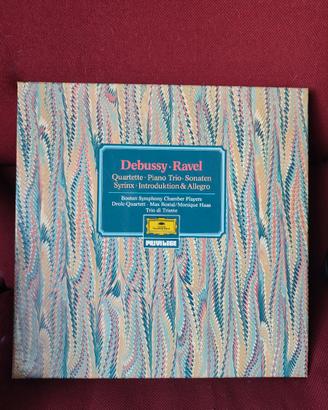 Debussy · Ravel
Quartette · Piano Trio · Sonaten
Syrinx · Introduktion & Allegro
Boston Symphony Chamber Players
Drolc-Quartett · Max Rostal/Monique Haas
Trio di Trieste
PRIVILEGE